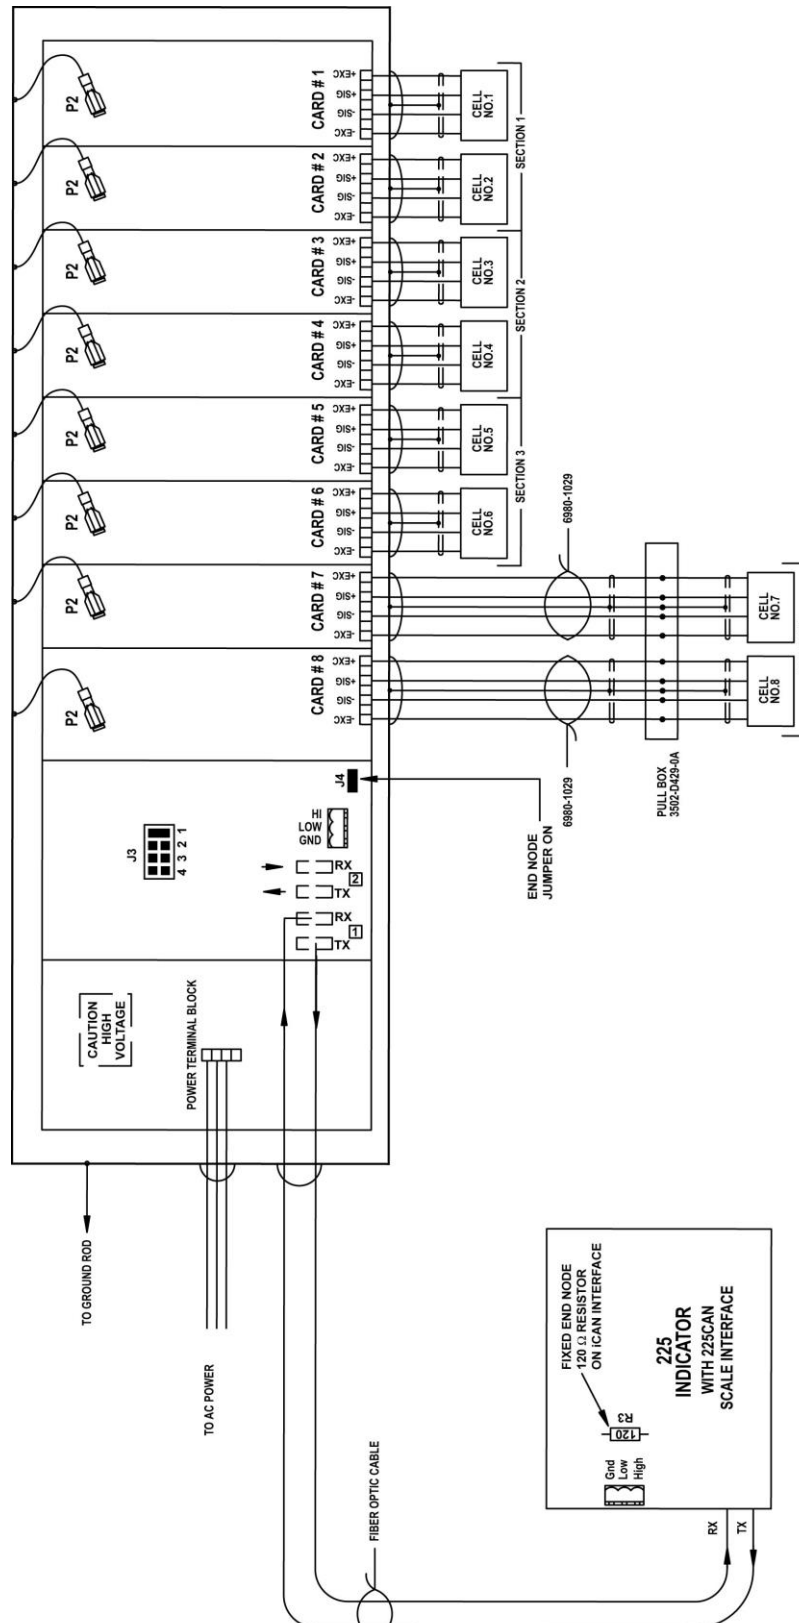 P2
CARD # 1
+EXC
+SIG
-SIG
-EXC
CELL
NO.1
P2
CARD # 2
+EXC
+SIG
-SIG
-EXC
CELL
NO.2
SECTION 1
P2
CARD # 3
+EXC
+SIG
-SIG
-EXC
CELL
NO.3
P2
CARD # 4
+EXC
+SIG
-SIG
-EXC
CELL
NO.4
SECTION 2
P2
CARD # 5
+EXC
+SIG
-SIG
-EXC
CELL
NO.5
P2
CARD # 6
+EXC
+SIG
-SIG
-EXC
CELL
NO.6
SECTION 3
P2
CARD # 7
+EXC
+SIG
-SIG
-EXC
6980-1029
CELL
NO.7
P2
CARD # 8
+EXC
+SIG
-SIG
-EXC
6980-1029
CELL
NO.8
PULL BOX
3502-D429-0A
J4
END NODE
JUMPER ON
J3
4 3 2 1
HI
LOW
GND
RX
2
TX
RX
1
TX
CAUTION
HIGH
VOLTAGE
POWER TERMINAL BLOCK
TO GROUND ROD
TO AC POWER
FIBER OPTIC CABLE
FIXED END NODE
120 Ω RESISTOR
ON iCAN INTERFACE
R3
120
Gnd
Low
High
225
INDICATOR
WITH 225CAN
SCALE INTERFACE
RX
TX